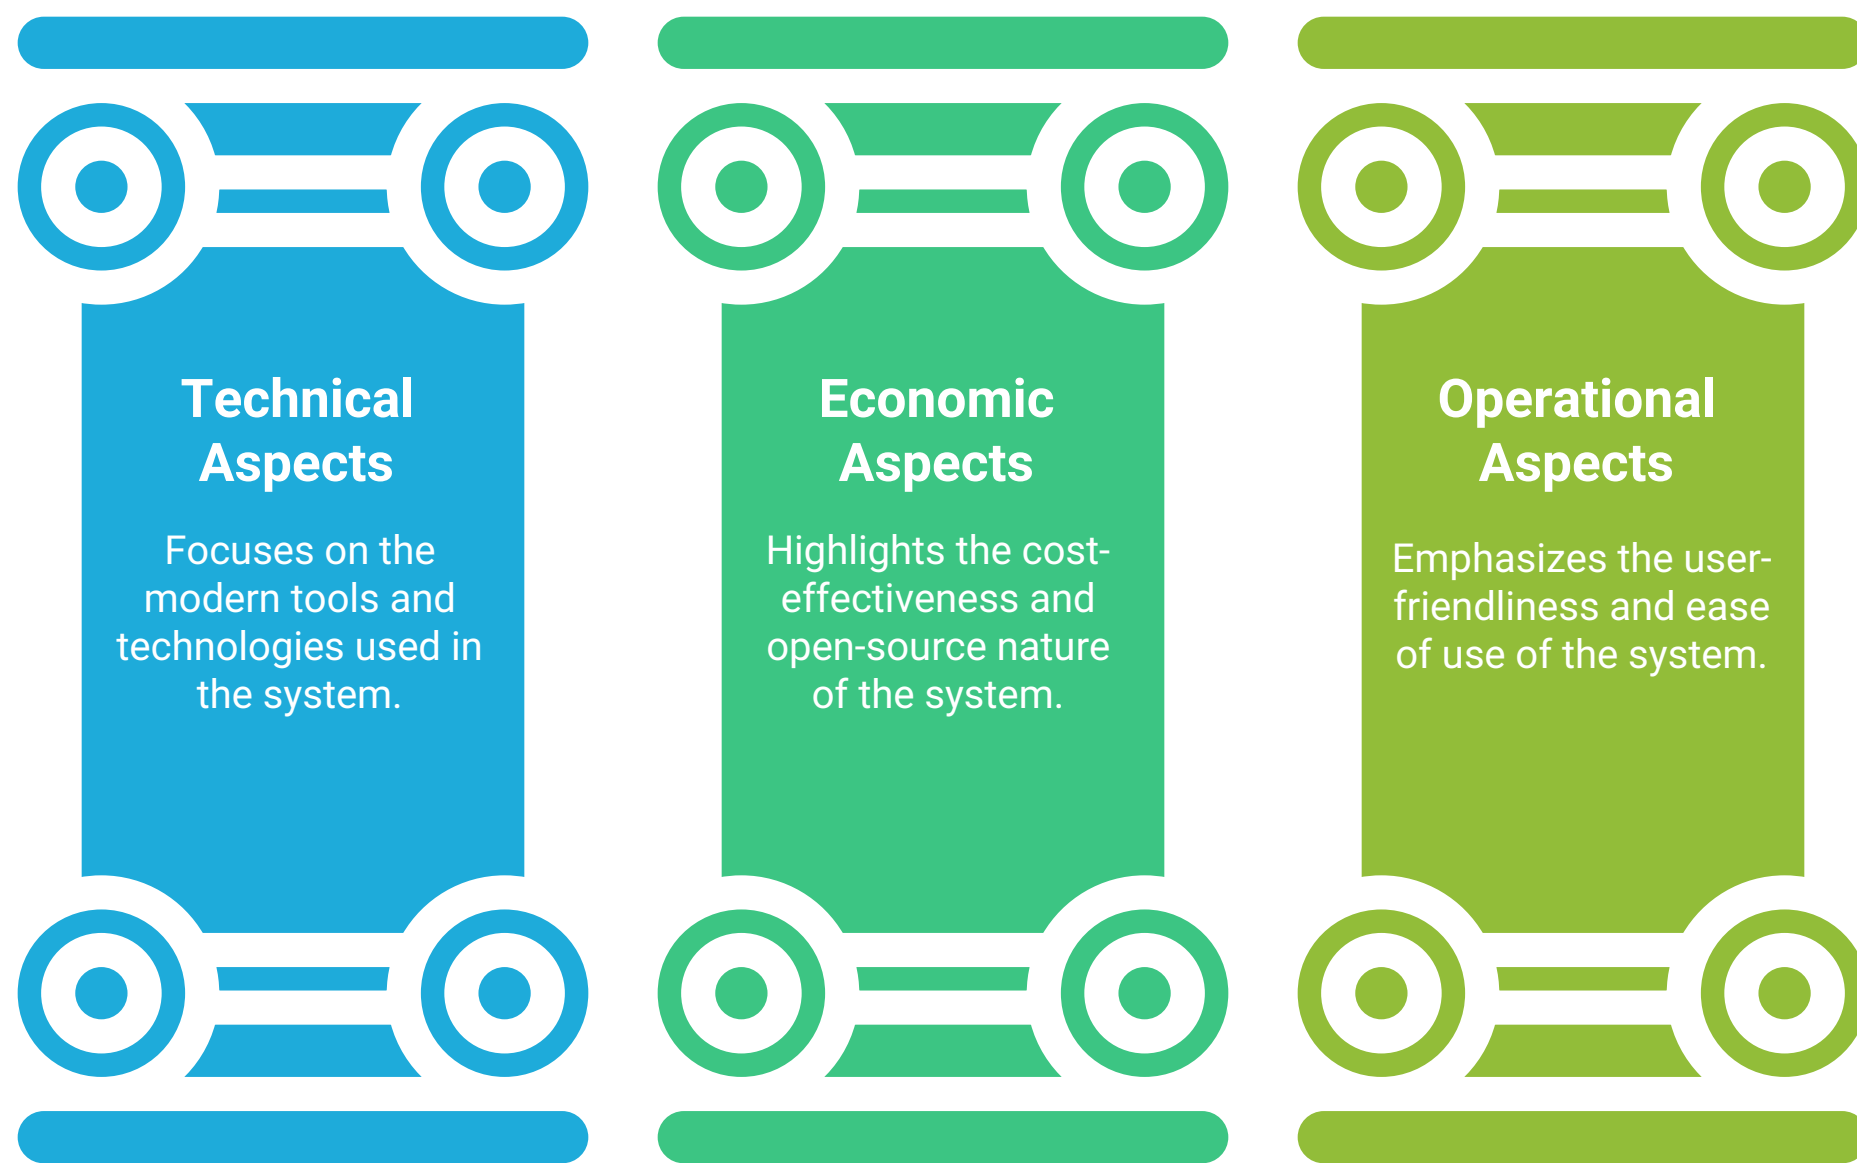 Technical
Aspects
Focuses on the
modern tools and
technologies used in
the system.
Economic
Aspects
Highlights the cost-
effectiveness and
open-source nature
of the system.
Operational
Aspects
Emphasizes the user-
friendliness and ease
of use of the system.